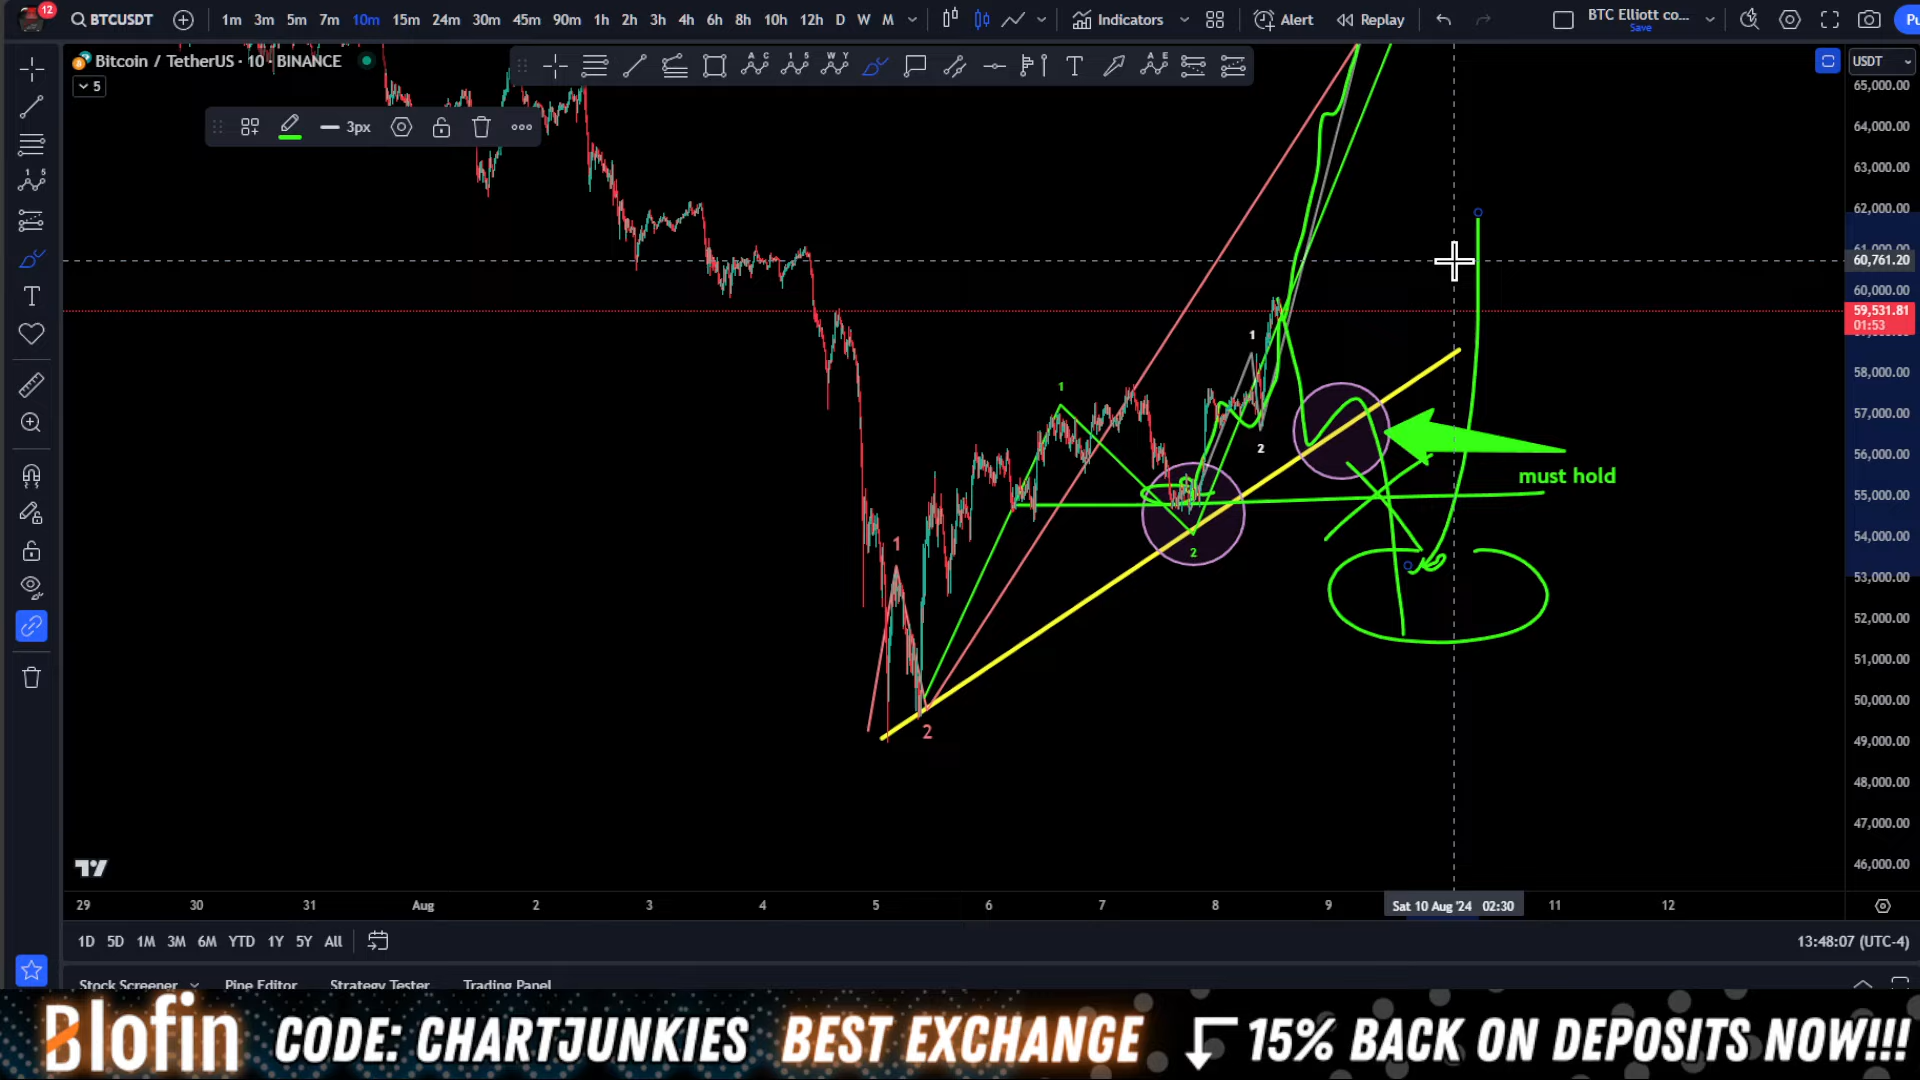 12
BTCUSDT
1m 3m 5m 7m 10m 15m 24m 30m 45m 90m 1h 2h 3h 4h 6h 8h 10h 12h D W M
Indicators
Alert
Replay
BTC Elliott co...
Save
Pu
Bitcoin / TetherUS · 10 · BINANCE
5
3px
USDT
65,000.00
64,000.00
63,000.00
62,000.00
61,000.00
60,761.20
60,000.00
59,531.81
01:53
58,000.00
57,000.00
56,000.00
55,000.00
54,000.00
53,000.00
52,000.00
51,000.00
50,000.00
49,000.00
48,000.00
47,000.00
46,000.00
1
1
2
must hold
1
2
2
29 30 31 Aug 2 3 4 5 6 7 8 9 Sat 10 Aug '24 02:30 11 12
1D 5D 1M 3M 6M YTD 1Y 5Y All
13:48:07 (UTC-4)
Stock Screener Pine Editor Strategy Tester Trading Panel
Blofin CODE: CHARTJUNKIES BEST EXCHANGE 15% BACK ON DEPOSITS NOW!!!